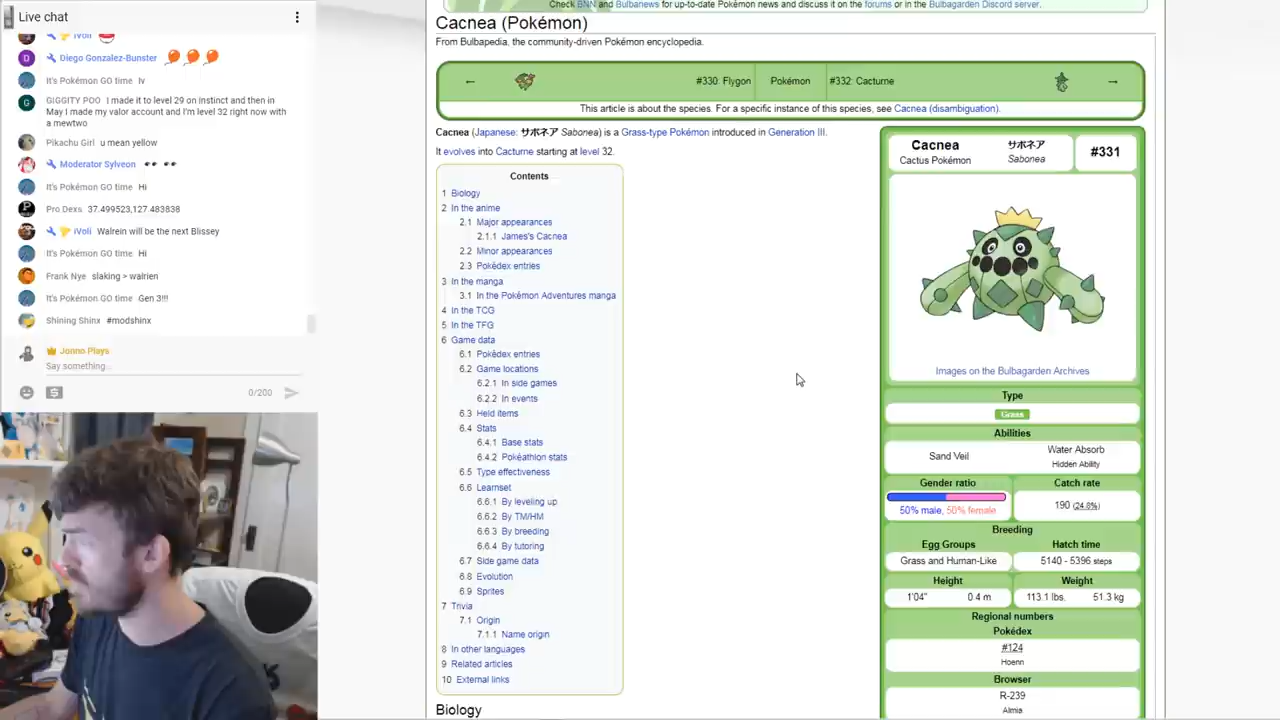 Live chat
iVoli
Diego Gonzalez-Bunster
It's Pokémon GO time lv
GIGGITY POO I made it to level 29 on instinct and then in
May I made my valor account and I'm level 32 right now with
a mewtwo
Pikachu Girl u mean yellow
Moderator Sylveon
It's Pokémon GO time Hi
Pro Dexs 37.499523,127.483838
iVoli Walrein will be the next Blissey
It's Pokémon GO time Hi
Frank Nye slaking > walrien
It's Pokémon GO time Gen 3!!!
Shining Shinx #modshinx
Jonno Plays
Say something...
0/200
Check BNN and Bulbanews for up-to-date Pokémon news and discuss it on the forums or in the Bulbagarden Discord server.
Cacnea (Pokémon)
From Bulbapedia, the community-driven Pokémon encyclopedia.
← #330: Flygon Pokémon #332: Cacturne →
This article is about the species. For a specific instance of this species, see Cacnea (disambiguation).
Cacnea (Japanese: サボネア Sabonea) is a Grass-type Pokémon introduced in Generation III.
It evolves into Cacturne starting at level 32.
Contents
1 Biology
2 In the anime
2.1 Major appearances
2.1.1 James's Cacnea
2.2 Minor appearances
2.3 Pokédex entries
3 In the manga
3.1 In the Pokémon Adventures manga
4 In the TCG
5 In the TFG
6 Game data
6.1 Pokédex entries
6.2 Game locations
6.2.1 In side games
6.2.2 In events
6.3 Held items
6.4 Stats
6.4.1 Base stats
6.4.2 Pokéathlon stats
6.5 Type effectiveness
6.6 Learnset
6.6.1 By leveling up
6.6.2 By TM/HM
6.6.3 By breeding
6.6.4 By tutoring
6.7 Side game data
6.8 Evolution
6.9 Sprites
7 Trivia
7.1 Origin
7.1.1 Name origin
8 In other languages
9 Related articles
10 External links
Biology
Cacnea サボネア #331
Cactus Pokémon Sabonea
Images on the Bulbagarden Archives
Type
Grass
Abilities
Sand Veil Water Absorb
Hidden Ability
Gender ratio Catch rate
50% male, 50% female 190 (24.8%)
Breeding
Egg Groups Hatch time
Grass and Human-Like 5140 - 5396 steps
Height Weight
1'04" 0.4 m 113.1 lbs. 51.3 kg
Regional numbers
Pokédex
#124
Hoenn
Browser
R-239
Almia